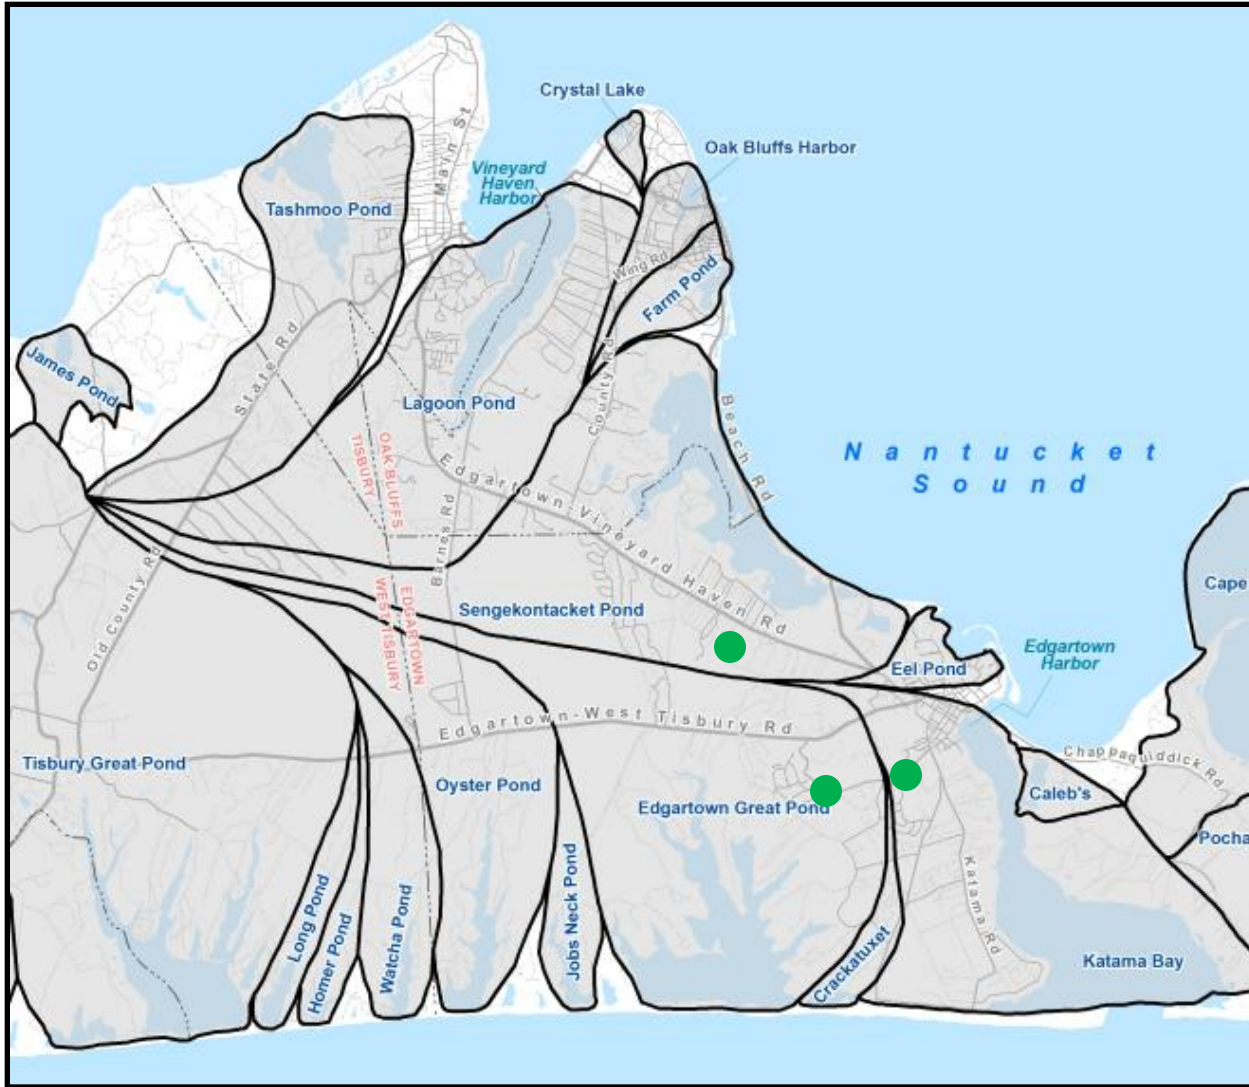 Crystal Lake
Oak Bluffs Harbor
Vineyard
Haven
Harbor
Main St
Tashmoo Pond
Wing Rd
Farm Pond
James Pond
State Rd
Lagoon Pond
County Rd
Beach Rd
Nantucket
Sound
OAK BLUFFS
TISBURY
Edgartown-Vineyard Haven Rd
Barnes Rd
Old County Rd
Cape
EDGARTOWN
WEST TISBURY
Sengekontacket Pond
Edgartown
Harbor
Eel Pond
Edgartown-West Tisbury Rd
Chappaquiddick Rd
Tisbury Great Pond
Oyster Pond
Edgartown Great Pond
Caleb's
Pocha
Katama Rd
Long Pond
Homer Pond
Watcha Pond
Jobs Neck Pond
Crackatuxet
Katama Bay